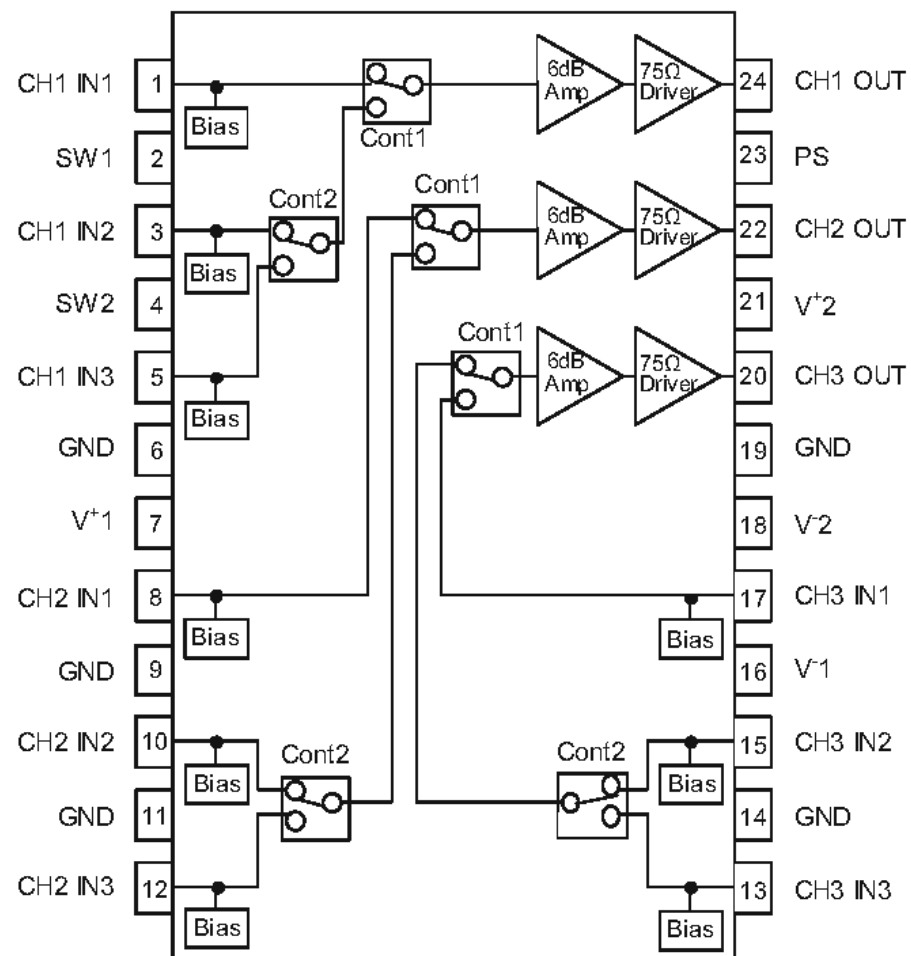 CH1 IN1
1
Bias
Cont1
6dB
Amp
75Ω
Driver
24
CH1 OUT
SW1
2
23
PS
CH1 IN2
3
Bias
Cont2
Cont1
6dB
Amp
75Ω
Driver
22
CH2 OUT
SW2
4
21
V+2
CH1 IN3
5
Bias
Cont1
6dB
Amp
75Ω
Driver
20
CH3 OUT
GND
6
19
GND
V+1
7
18
V-2
CH2 IN1
8
Bias
17
CH3 IN1
Bias
GND
9
16
V-1
CH2 IN2
10
Bias
Cont2
Cont2
15
CH3 IN2
Bias
GND
11
14
GND
CH2 IN3
12
Bias
13
CH3 IN3
Bias